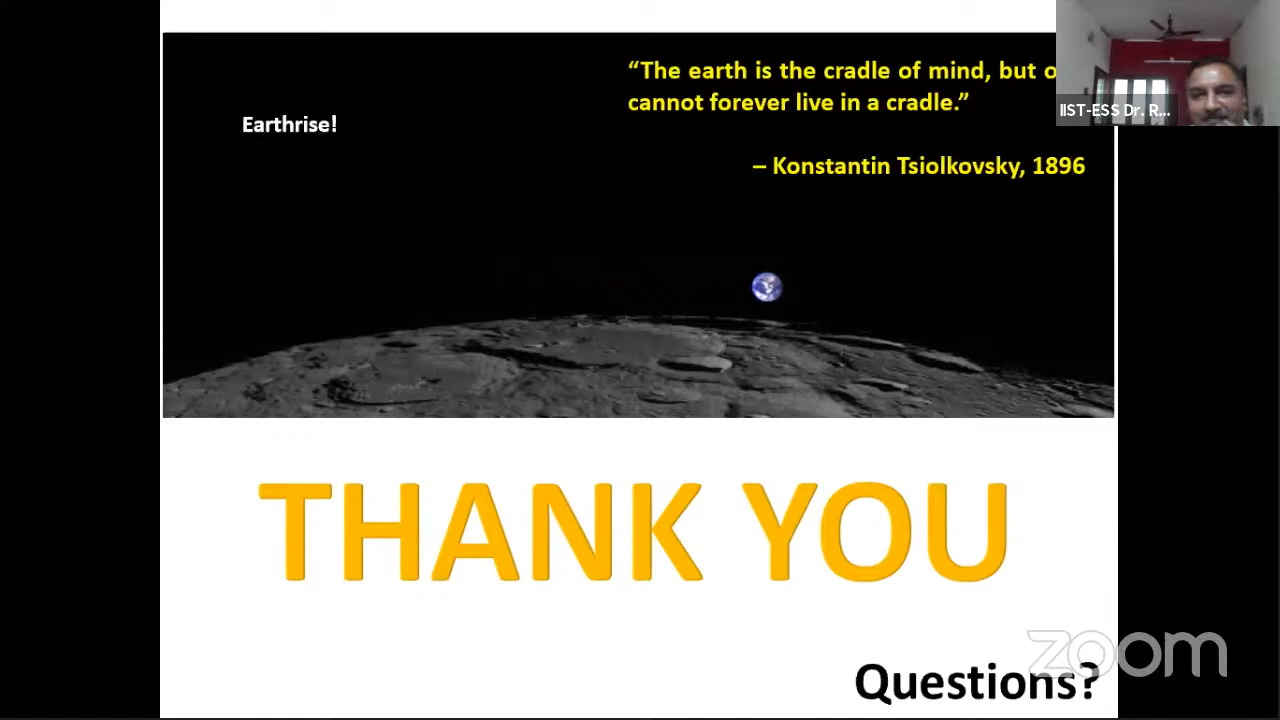 “The earth is the cradle of mind, but
cannot forever live in a cradle.”
Earthrise!
– Konstantin Tsiolkovsky, 1896
IIST-ESS Dr. R...
THANK YOU
zoom
Questions?